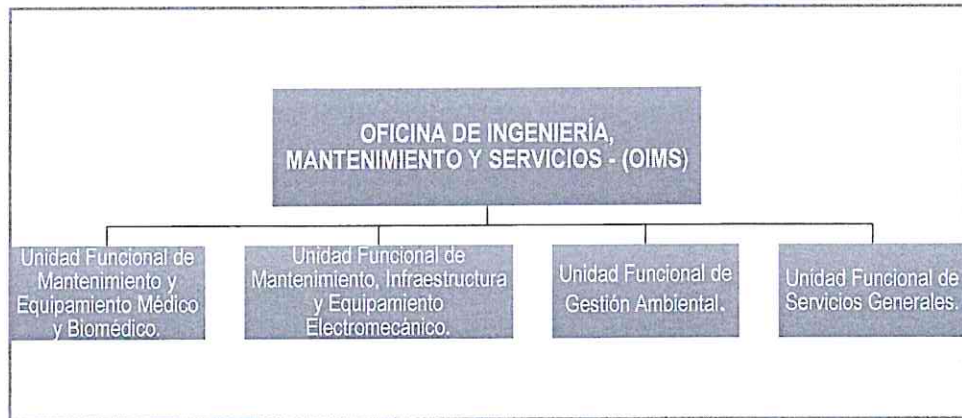 OFICINA DE INGENIERÍA,
MANTENIMIENTO Y SERVICIOS - (OIMS)
Unidad Funcional de
Mantenimiento y
Equipamiento Médico
y Biomédico.
Unidad Funcional de
Mantenimiento, Infraestructura
y Equipamiento
Electromecánico.
Unidad Funcional de
Gestión Ambiental.
Unidad Funcional de
Servicios Generales.